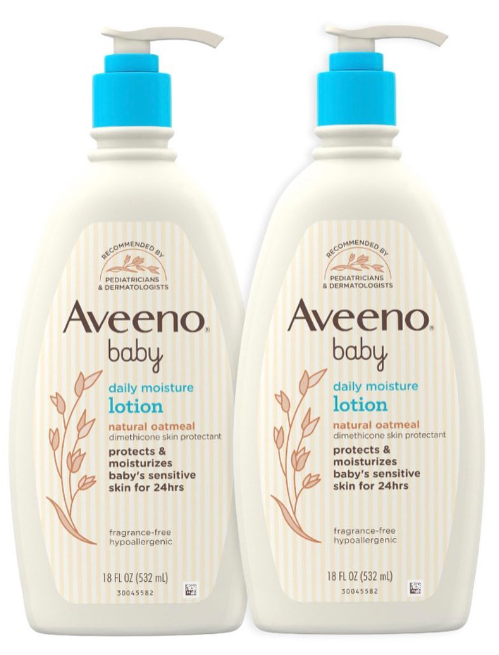 RECOMMENDED BY
PEDIATRICIANS
& DERMATOLOGISTS
Aveeno®
baby
daily moisture
lotion
natural oatmeal
dimethicone skin protectant
protects &
moisturizes
baby's sensitive
skin for 24hrs
fragrance-free
hypoallergenic
18 FL OZ (532 mL)
30045582
RECOMMENDED BY
PEDIATRICIANS
& DERMATOLOGISTS
Aveeno®
baby
daily moisture
lotion
natural oatmeal
dimethicone skin protectant
protects &
moisturizes
baby's sensitive
skin for 24hrs
fragrance-free
hypoallergenic
18 FL OZ (532 mL)
30045582